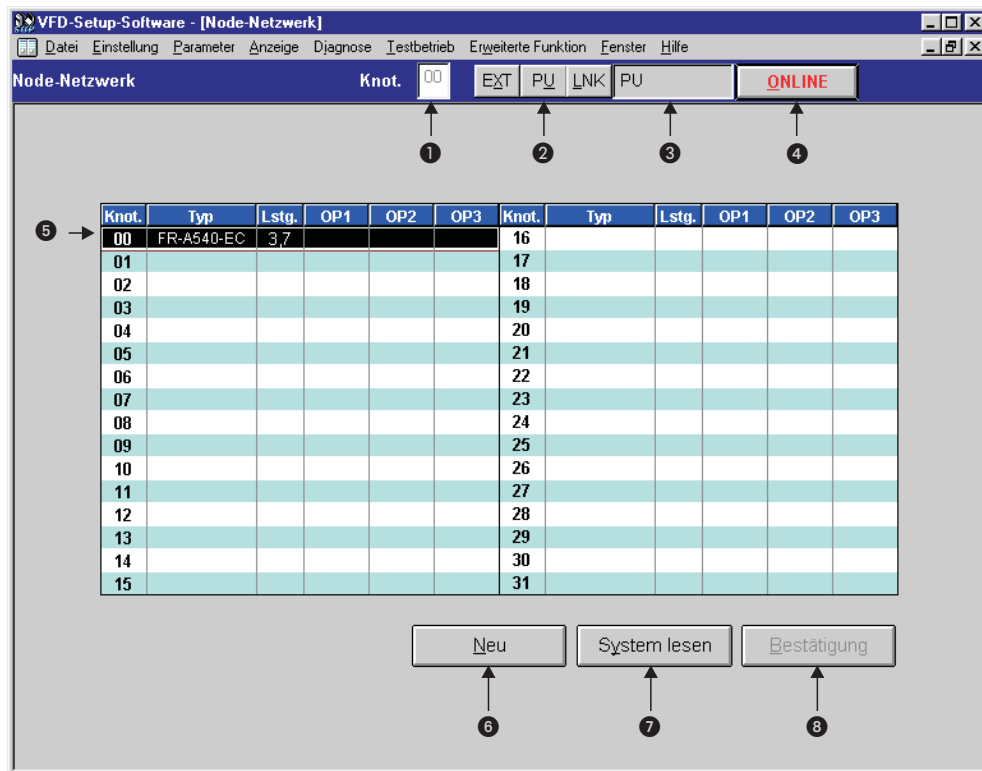 VFD-Setup-Software - [Node-Netzwerk]
Datei Einstellung Parameter Anzeige Diagnose Testbetrieb Erweiterte Funktion Fenster Hilfe
Node-Netzwerk Knot. 00 EXT PU LNK PU ONLINE
1 2 3 4
Knot. Typ Lstg. OP1 OP2 OP3 Knot. Typ Lstg. OP1 OP2 OP3
5 00 FR-A540-EC 3,7 16
01 17
02 18
03 19
04 20
05 21
06 22
07 23
08 24
09 25
10 26
11 27
12 28
13 29
14 30
15 31
Neu System lesen Bestätigung
6 7 8